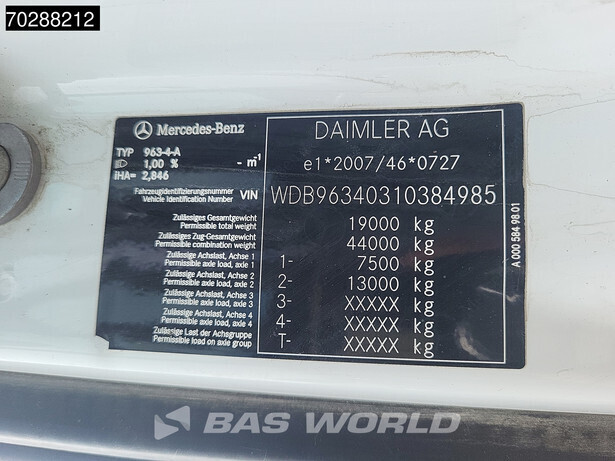 70288212
Mercedes-Benz
DAIMLER AG
TYP 963-4-A
1,00 % - m-1
iHA= 2,846
e1*2007/46*0727
Fahrzeugidentifizierungsnummer
Vehicle Identification Number VIN WDB96340310384985
Zulässiges Gesamtgewicht
Permissible total weight 19000 kg
Zulässiges Zug-Gesamtgewicht
Permissible combination weight 44000 kg
Zulässige Achslast, Achse 1
Permissible axle load, axle 1 1- 7500 kg
Zulässige Achslast, Achse 2
Permissible axle load, axle 2 2- 13000 kg
Zulässige Achslast, Achse 3
Permissible axle load, axle 3 3- XXXXX kg
Zulässige Achslast, Achse 4
Permissible axle load, axle 4 4- XXXXX kg
Zulässige Last der Achsgruppe
Permissible load on axle group T- XXXXX kg
A 000 584 98 01
BAS WORLD